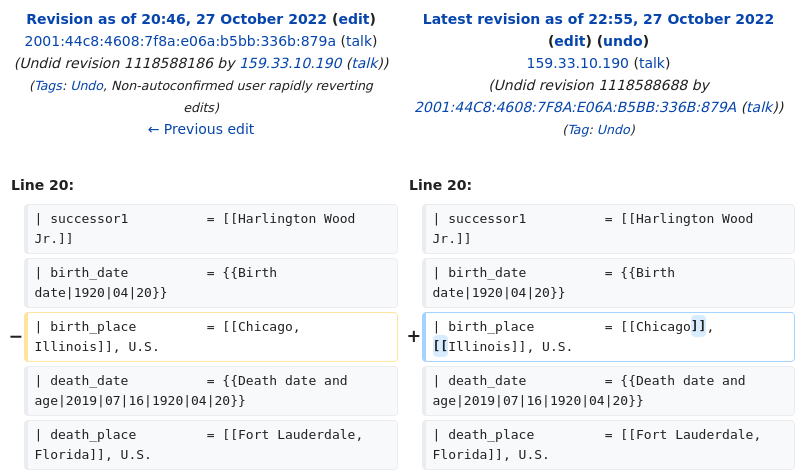 Revision as of 20:46, 27 October 2022 (edit)
2001:44c8:4608:7f8a:e06a:b5bb:336b:879a (talk)
(Undid revision 1118588186 by 159.33.10.190 (talk))
(Tags: Undo, Non-autoconfirmed user rapidly reverting
edits)
← Previous edit
Latest revision as of 22:55, 27 October 2022
(edit) (undo)
159.33.10.190 (talk)
(Undid revision 1118588688 by
2001:44C8:4608:7F8A:E06A:B5BB:336B:879A (talk))
(Tag: Undo)
Line 20:
Line 20:
| successor1 = [[Harlington Wood
Jr.]]
| successor1 = [[Harlington Wood
Jr.]]
| birth_date = {{Birth
date|1920|04|20}}
| birth_date = {{Birth
date|1920|04|20}}
− | birth_place = [[Chicago,
Illinois]], U.S.
+ | birth_place = [[Chicago]],
[[Illinois]], U.S.
| death_date = {{Death date and
age|2019|07|16|1920|04|20}}
| death_date = {{Death date and
age|2019|07|16|1920|04|20}}
| death_place = [[Fort Lauderdale,
Florida]], U.S.
| death_place = [[Fort Lauderdale,
Florida]], U.S.